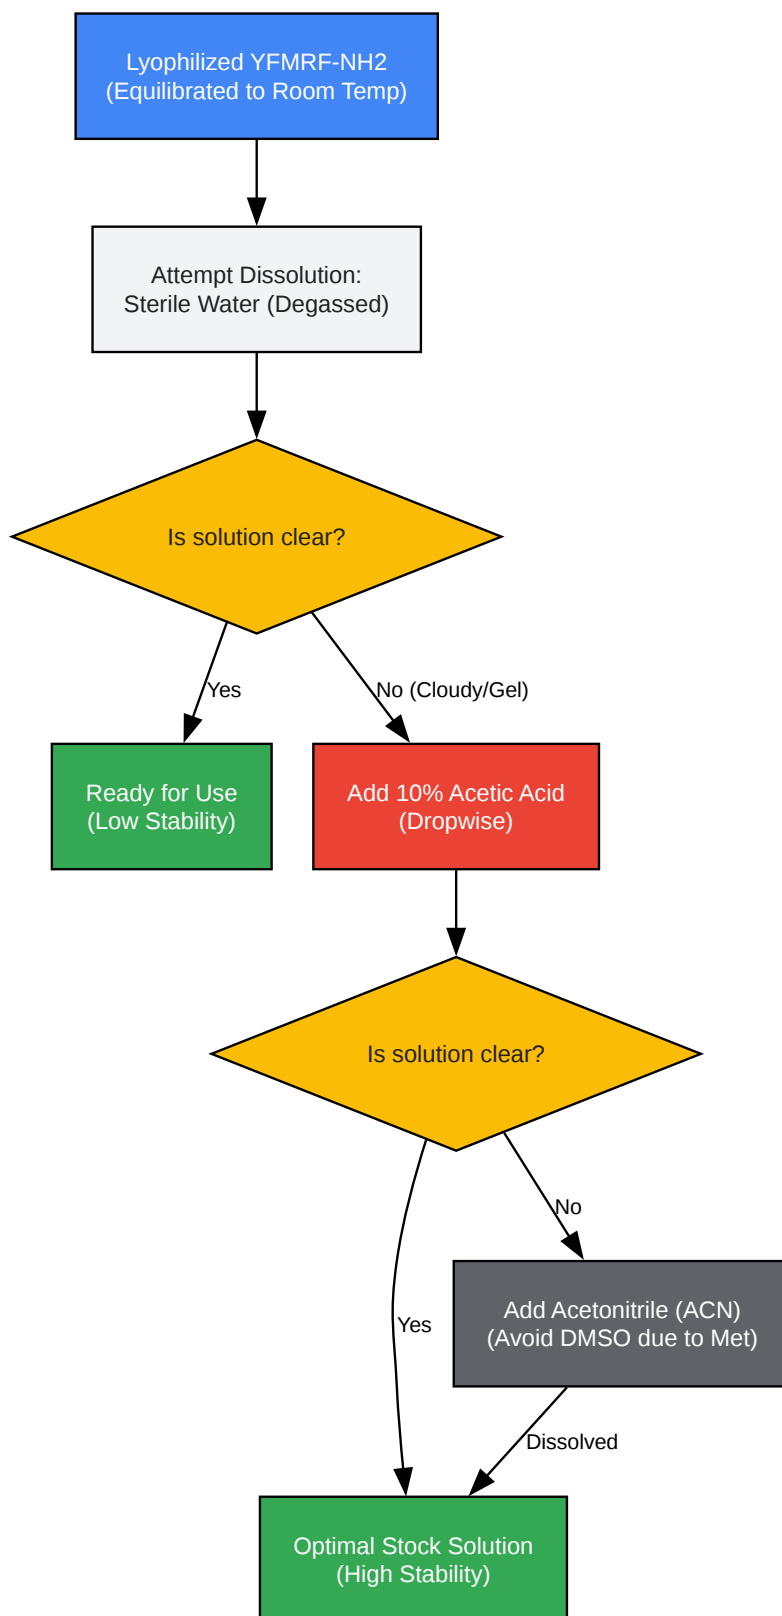 Lyophilized YFMRF-NH2
(Equilibrated to Room Temp)
Attempt Dissolution:
Sterile Water (Degassed)
Is solution clear?
Yes
No (Cloudy/Gel)
Ready for Use
(Low Stability)
Add 10% Acetic Acid
(Dropwise)
Is solution clear?
No
Add Acetonitrile (ACN)
(Avoid DMSO due to Met)
Yes
Dissolved
Optimal Stock Solution
(High Stability)